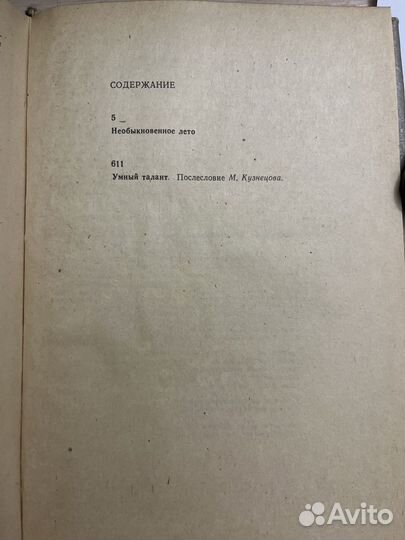 СОДЕРЖАНИЕ
5
Необыкновенное лето
611
Умный талант. Послесловие М. Кузнецова.
Avito